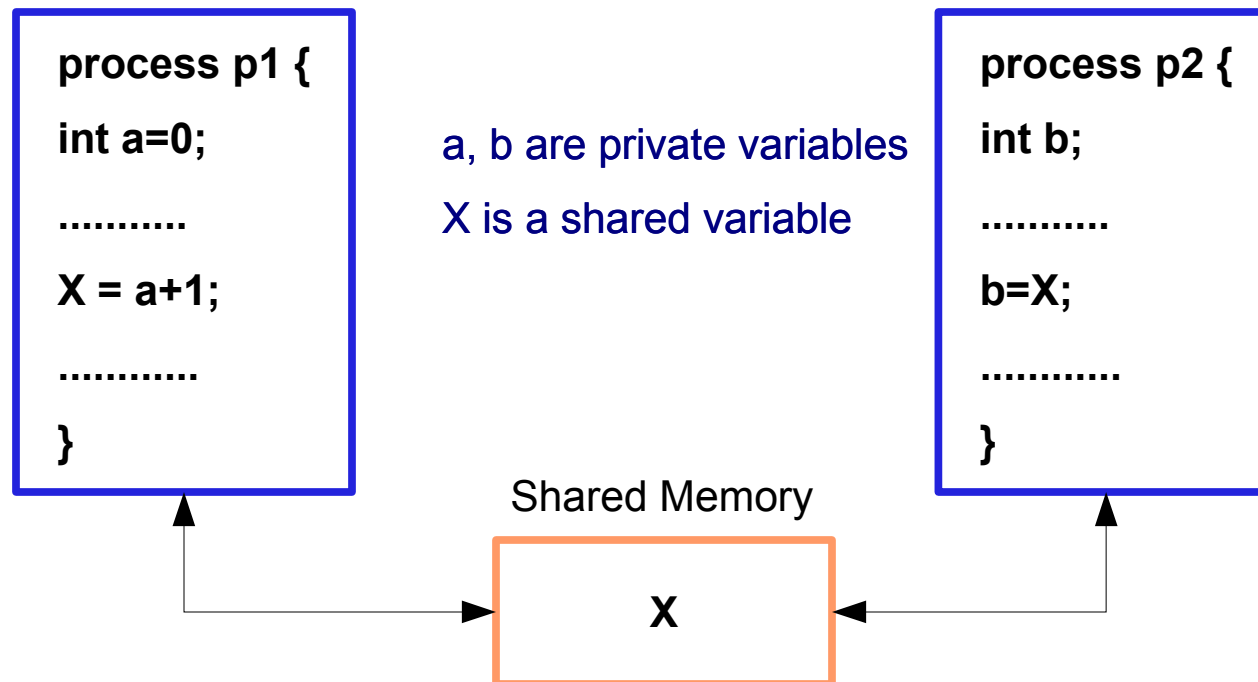 process p1 {
int a=0;
...........
X = a+1;
............
}
a, b are private variables
X is a shared variable
process p2 {
int b;
...........
b=X;
............
}
Shared Memory
X